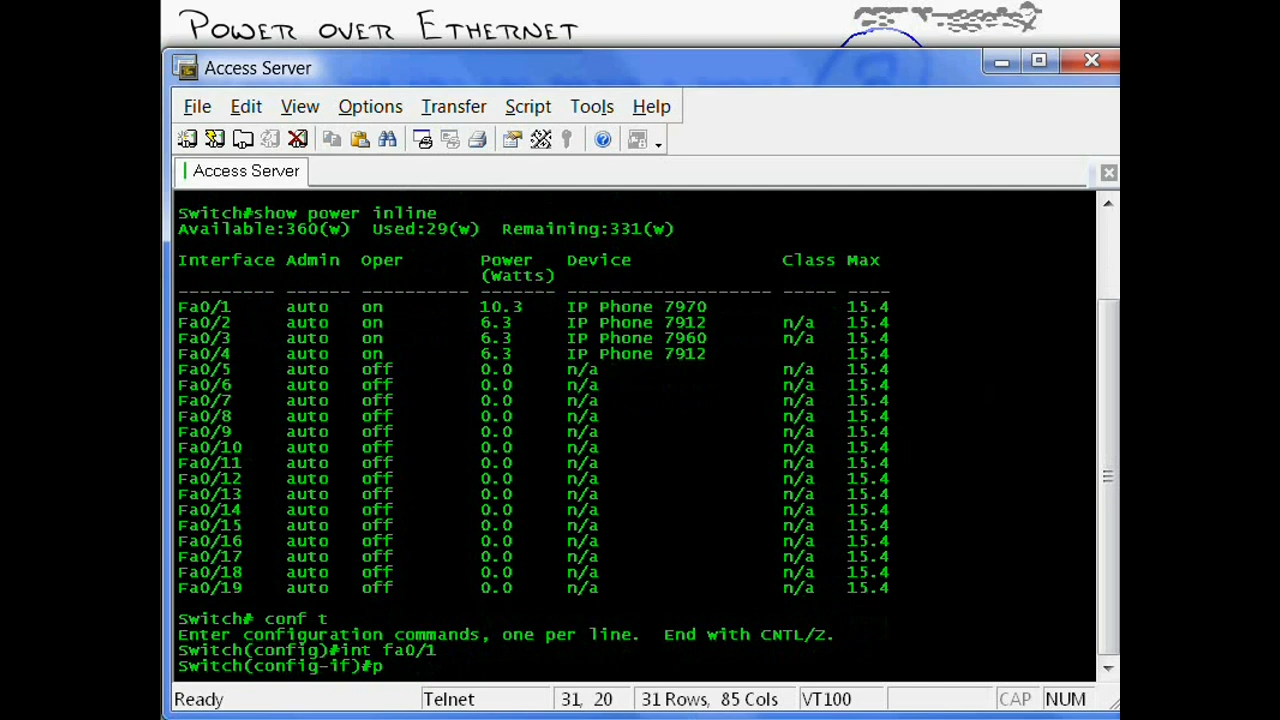 POWER OVER ETHERNET
Access Server
File Edit View Options Transfer Script Tools Help
Access Server
Switch#show power inline
Available:360(w) Used:29(w) Remaining:331(w)
Interface Admin Oper Power Device Class Max
(Watts)
--------- ------ ---------- ------- ------------------- ----- ----
Fa0/1 auto on 10.3 IP Phone 7970 15.4
Fa0/2 auto on 6.3 IP Phone 7912 n/a 15.4
Fa0/3 auto on 6.3 IP Phone 7960 n/a 15.4
Fa0/4 auto on 6.3 IP Phone 7912 15.4
Fa0/5 auto off 0.0 n/a n/a 15.4
Fa0/6 auto off 0.0 n/a n/a 15.4
Fa0/7 auto off 0.0 n/a n/a 15.4
Fa0/8 auto off 0.0 n/a n/a 15.4
Fa0/9 auto off 0.0 n/a n/a 15.4
Fa0/10 auto off 0.0 n/a n/a 15.4
Fa0/11 auto off 0.0 n/a n/a 15.4
Fa0/12 auto off 0.0 n/a n/a 15.4
Fa0/13 auto off 0.0 n/a n/a 15.4
Fa0/14 auto off 0.0 n/a n/a 15.4
Fa0/15 auto off 0.0 n/a n/a 15.4
Fa0/16 auto off 0.0 n/a n/a 15.4
Fa0/17 auto off 0.0 n/a n/a 15.4
Fa0/18 auto off 0.0 n/a n/a 15.4
Fa0/19 auto off 0.0 n/a n/a 15.4
Switch# conf t
Enter configuration commands, one per line. End with CNTL/Z.
Switch(config)#int fa0/1
Switch(config-if)#p
Ready Telnet 31, 20 31 Rows, 85 Cols VT100 CAP NUM